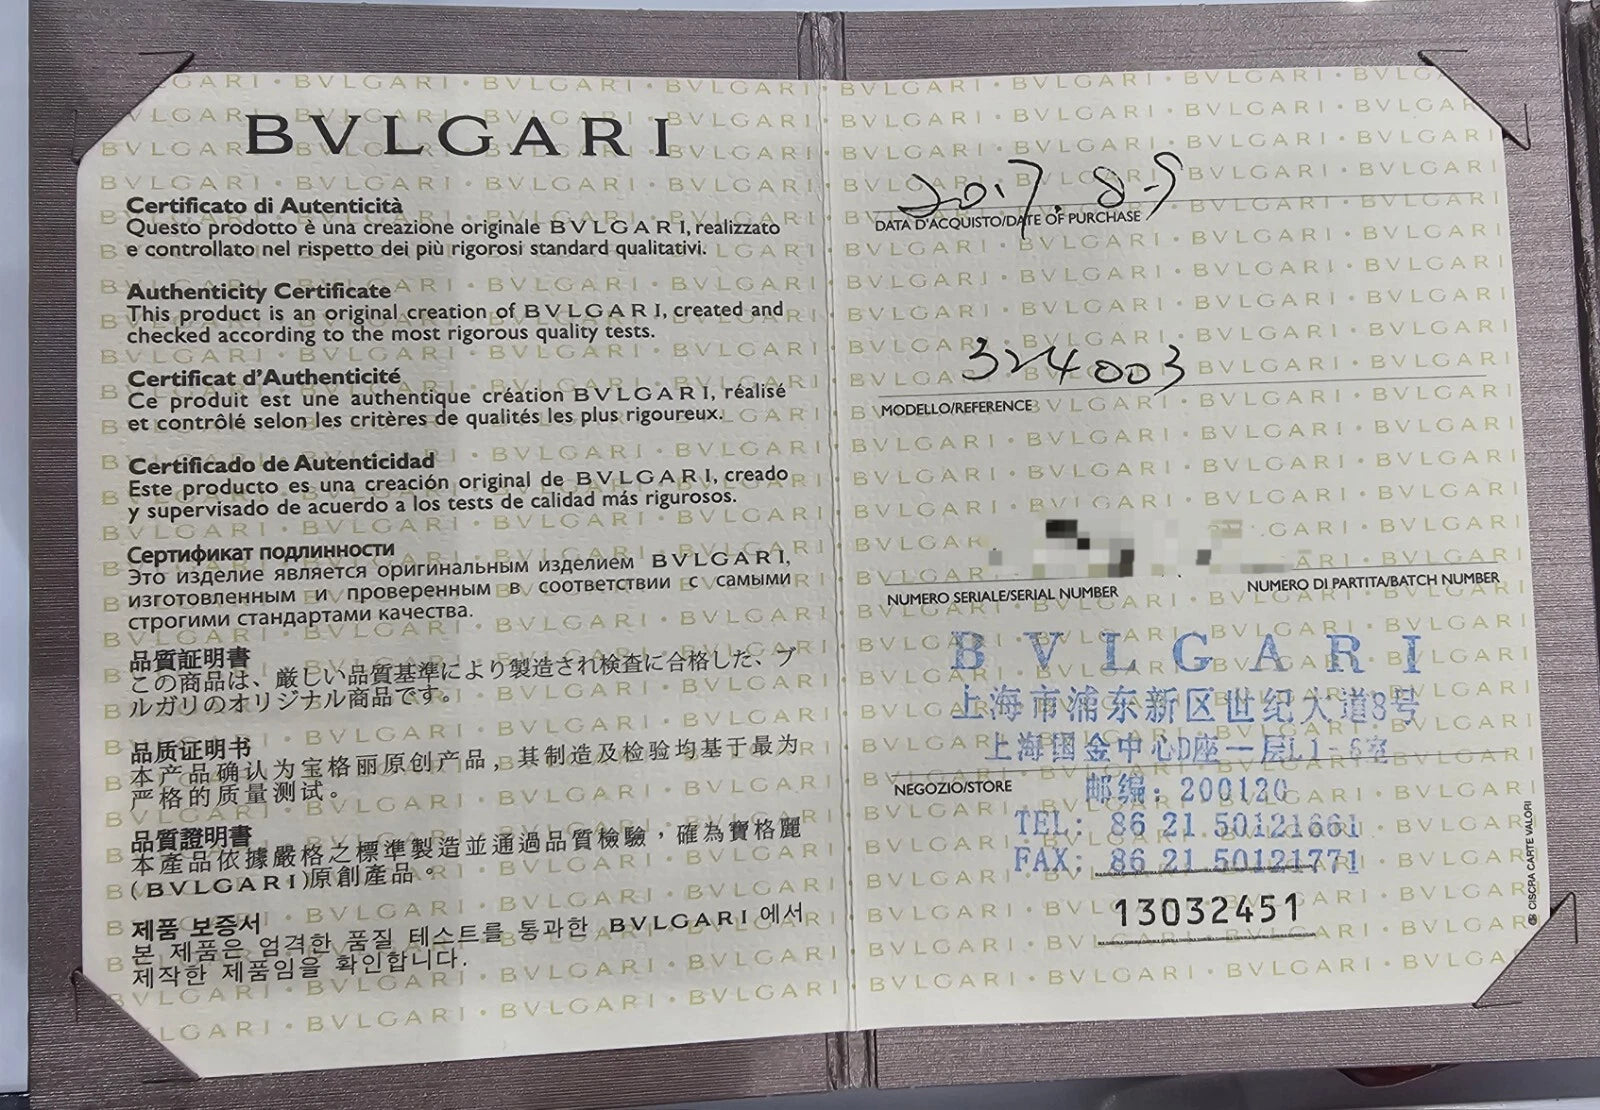 BVLGARI
Certificato di Autenticità
Questo prodotto è una creazione originale BVLGARI, realizzato
e controllato nel rispetto dei più rigorosi standard qualitativi.
Authenticity Certificate
This product is an original creation of BVLGARI, created and
checked according to the most rigorous quality tests.
Certificat d'Authenticité
Ce produit est une authentique création BVLGARI, réalisé
et contrôlé selon les critères de qualités les plus rigoureux.
Certificado de Autenticidad
Este producto es una creación original de BVLGARI, creado
y supervisado de acuerdo a los tests de calidad más rigurosos.
Сертификат подлинности
Это изделие является оригинальным изделием BVLGARI,
изготовленным и проверенным в соответствии с самыми
строгими стандартами качества.
品質証明書
この商品は、厳しい品質基準により製造され検査に合格した、ブ
ルガリのオリジナル商品です。
品质证明书
本产品确认为宝格丽原创产品，其制造及检验均基于最为
严格的质量测试。
品質證明書
本產品依據嚴格之標準製造並通過品質檢驗，確為寶格麗
(BVLGARI)原創產品。
제품 보증서
본 제품은 엄격한 품질 테스트를 통과한 BVLGARI 에서
제작한 제품임을 확인합니다.
2017.8-5
DATA D'ACQUISTO/DATE OF PURCHASE
324003
MODELLO/REFERENCE
NUMERO SERIALE/SERIAL NUMBER
NUMERO DI PARTITA/BATCH NUMBER
BVLGARI
上海市浦东新区世纪大道8号
上海国金中心D座一层L1-6室
NEGOZIO/STORE
邮编：200120
TEL: 86 21 50121661
FAX: 86 21 50121771
13032451
CISCRA CARTE VALORI